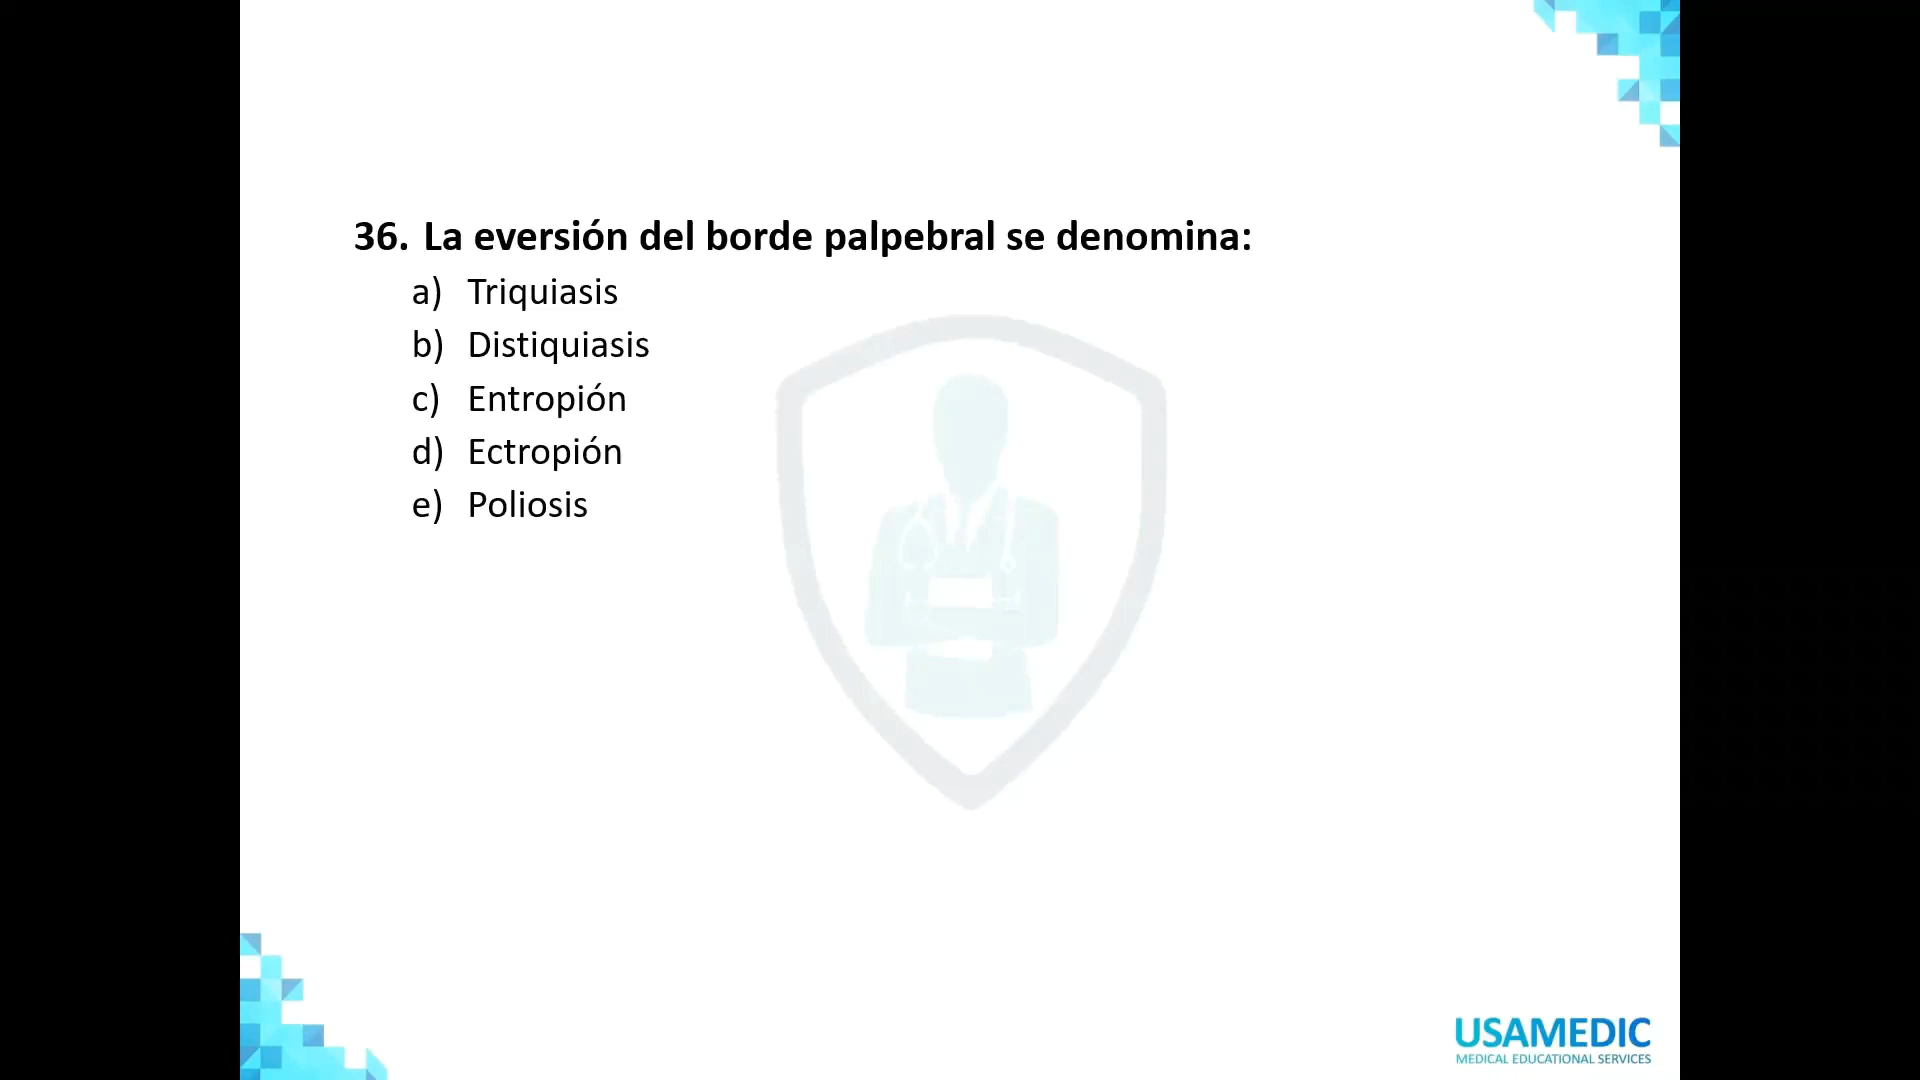 36. La eversión del borde palpebral se denomina:
a) Triquiasis
b) Distiquiasis
c) Entropión
d) Ectropión
e) Poliosis
USAMEDIC
MEDICAL EDUCATIONAL SERVICES